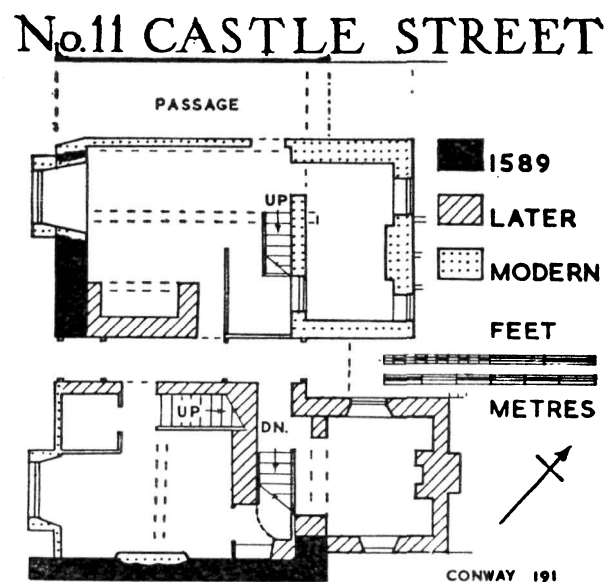 No.11 CASTLE STREET
PASSAGE
1589
UP
LATER
MODERN
FEET
UP
METRES
DN.
CONWAY 191